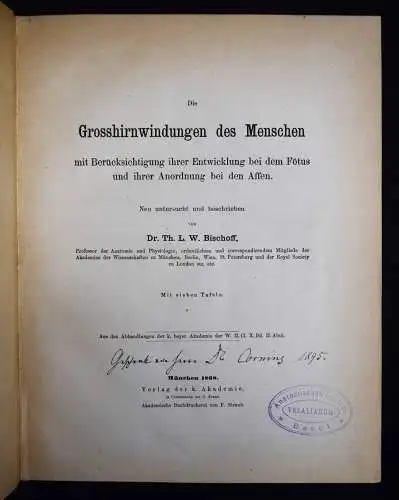 Die
Grosshirnwindungen des Menschen
mit Berücksichtigung ihrer Entwicklung bei dem Fötus
und ihrer Anordnung bei den Affen.
Neu untersucht und beschrieben
von
Dr. Th. L. W. Bischoff,
Professor der Anatomie und Physiologie, ordentlichem und correspondirendem Mitgliede der
Akademien der Wissenschaften zu München, Berlin, Wien, St. Petersburg und der Royal Society
zu London etc. etc.
Mit sieben Tafeln.
Aus den Abhandlungen der k. bayer. Akademie der W. II. Cl. X. Bd. II. Abth.
Geschenk von Herrn Dr Corning 1895.
München 1868.
Verlag der k. Akademie,
in Commission bei G. Franz.
Akademische Buchdruckerei von F. Straub.
VESALIANUM
Basel